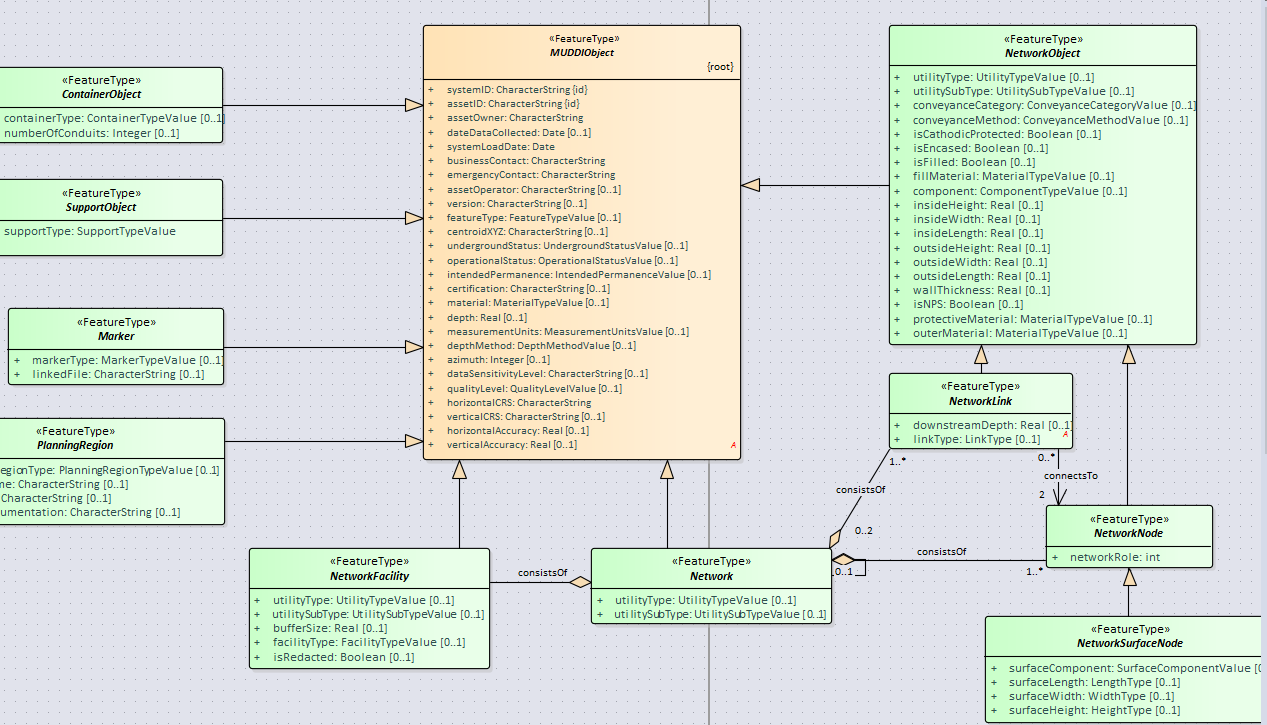 «FeatureType»
ContainerObject
containerType: ContainerTypeValue [0..1]
numberOfConduits: Integer [0..1]
«FeatureType»
SupportObject
supportType: SupportTypeValue
«FeatureType»
Marker
+ markerType: MarkerTypeValue [0..1]
+ linkedFile: CharacterString [0..1]
«FeatureType»
PlanningRegion
egionType: PlanningRegionTypeValue [0..1]
me: CharacterString [0..1]
CharacterString [0..1]
umentation: CharacterString [0..1]
«FeatureType»
MUDDIObject
{root}
+ systemID: CharacterString {id}
+ assetID: CharacterString {id}
+ assetOwner: CharacterString
+ dateDataCollected: Date [0..1]
+ systemLoadDate: Date
+ businessContact: CharacterString
+ emergencyContact: CharacterString
+ assetOperator: CharacterString [0..1]
+ version: CharacterString [0..1]
+ featureType: FeatureTypeValue [0..1]
+ centroidXYZ: CharacterString [0..1]
+ undergroundStatus: UndergroundStatusValue [0..1]
+ operationalStatus: OperationalStatusValue [0..1]
+ intendedPermanence: IntendedPermanenceValue [0..1]
+ certification: CharacterString [0..1]
+ material: MaterialTypeValue [0..1]
+ depth: Real [0..1]
+ measurementUnits: MeasurementUnitsValue [0..1]
+ depthMethod: DepthMethodValue [0..1]
+ azimuth: Integer [0..1]
+ dataSensitivityLevel: CharacterString [0..1]
+ qualityLevel: QualityLevelValue [0..1]
+ horizontalCRS: CharacterString
+ verticalCRS: CharacterString [0..1]
+ horizontalAccuracy: Real [0..1]
+ verticalAccuracy: Real [0..1]
A
«FeatureType»
NetworkObject
+ utilityType: UtilityTypeValue [0..1]
+ utilitySubType: UtilitySubTypeValue [0..1]
+ conveyanceCategory: ConveyanceCategoryValue [0..1]
+ conveyanceMethod: ConveyanceMethodValue [0..1]
+ isCathodicProtected: Boolean [0..1]
+ isEncased: Boolean [0..1]
+ isFilled: Boolean [0..1]
+ fillMaterial: MaterialTypeValue [0..1]
+ component: ComponentTypeValue [0..1]
+ insideHeight: Real [0..1]
+ insideWidth: Real [0..1]
+ insideLength: Real [0..1]
+ outsideHeight: Real [0..1]
+ outsideWidth: Real [0..1]
+ outsideLength: Real [0..1]
+ wallThickness: Real [0..1]
+ isNPS: Boolean [0..1]
+ protectiveMaterial: MaterialTypeValue [0..1]
+ outerMaterial: MaterialTypeValue [0..1]
«FeatureType»
NetworkLink
+ downstreamDepth: Real [0..1]
+ linkType: LinkType [0..1]
A
1..*
consistsOf
0..2
0..*
connectsTo
2
«FeatureType»
NetworkNode
+ networkRole: int
consistsOf
0..1
1..*
«FeatureType»
NetworkFacility
+ utilityType: UtilityTypeValue [0..1]
+ utilitySubType: UtilitySubTypeValue [0..1]
+ bufferSize: Real [0..1]
+ facilityType: FacilityTypeValue [0..1]
+ isRedacted: Boolean [0..1]
consistsOf
«FeatureType»
Network
+ utilityType: UtilityTypeValue [0..1]
+ utilitySubType: UtilitySubTypeValue [0..1]
«FeatureType»
NetworkSurfaceNode
+ surfaceComponent: SurfaceComponentValue [0
+ surfaceLength: LengthType [0..1]
+ surfaceWidth: WidthType [0..1]
+ surfaceHeight: HeightType [0..1]